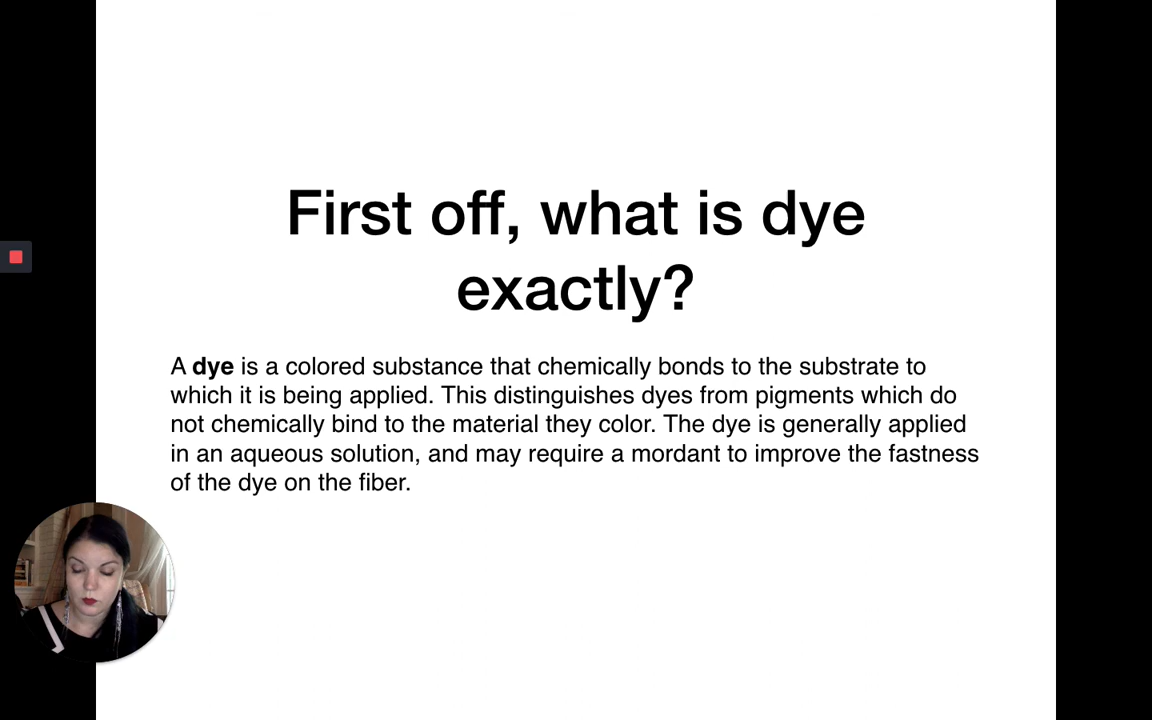 First off, what is dye
exactly?
A dye is a colored substance that chemically bonds to the substrate to
which it is being applied. This distinguishes dyes from pigments which do
not chemically bind to the material they color. The dye is generally applied
in an aqueous solution, and may require a mordant to improve the fastness
of the dye on the fiber.